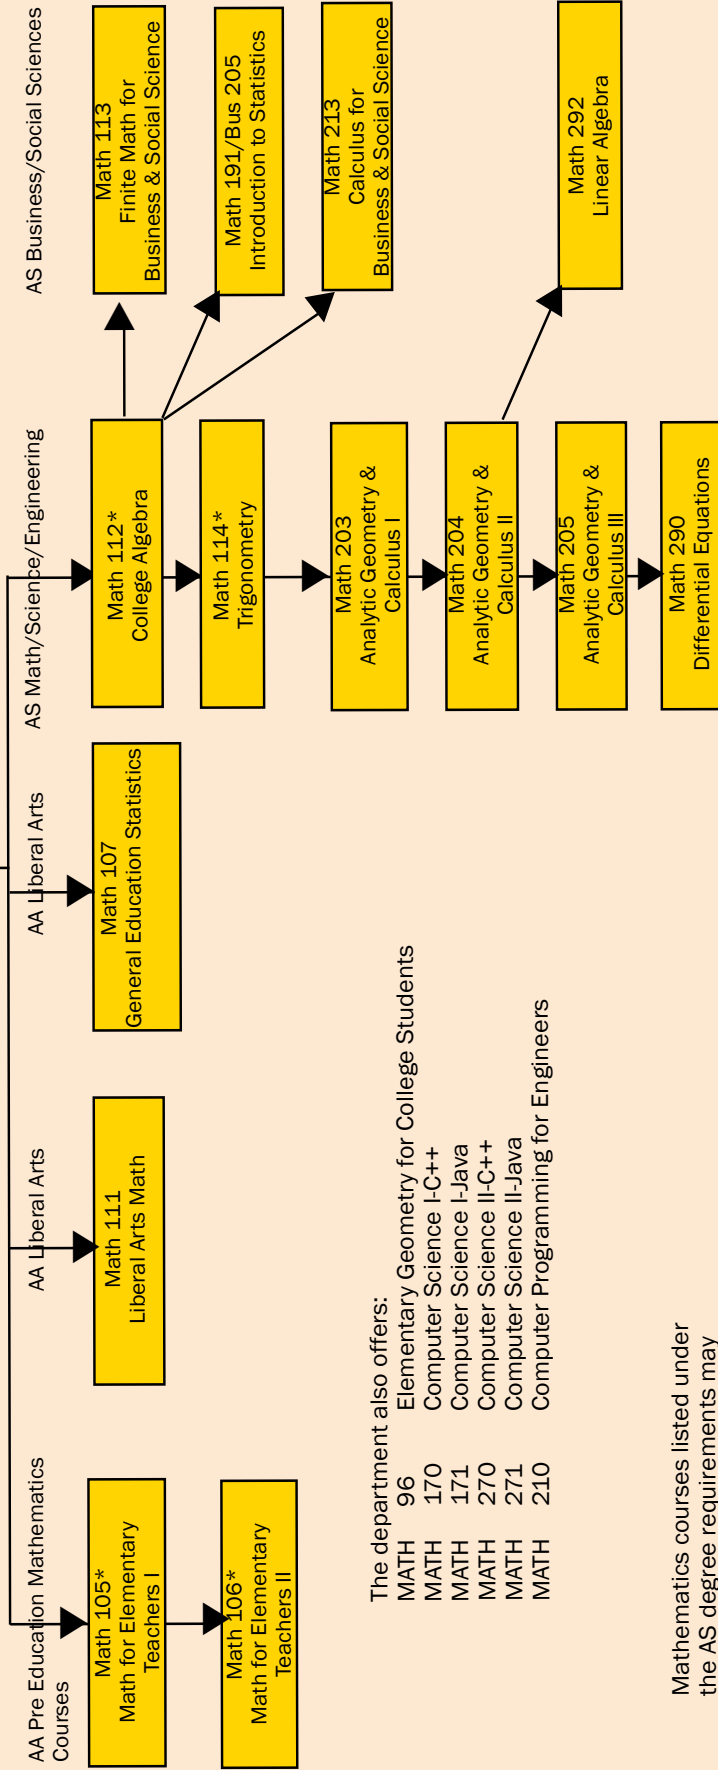 AA Pre Education Mathematics
Courses
AA Liberal Arts
AA Liberal Arts
AS Math/Science/Engineering
AS Business/Social Sciences
Math 105*
Math for Elementary
Teachers I
Math 106*
Math for Elementary
Teachers II
Math 111
Liberal Arts Math
Math 107
General Education Statistics
Math 112*
College Algebra
Math 114*
Trigonometry
Math 203
Analytic Geometry &
Calculus I
Math 204
Analytic Geometry &
Calculus II
Math 205
Analytic Geometry &
Calculus III
Math 290
Differential Equations
Math 113
Finite Math for
Business & Social Science
Math 191/Bus 205
Introduction to Statistics
Math 213
Calculus for
Business & Social Science
Math 292
Linear Algebra
The department also offers:
MATH 96 Elementary Geometry for College Students
MATH 170 Computer Science I-C++
MATH 171 Computer Science I-Java
MATH 270 Computer Science II-C++
MATH 271 Computer Science II-Java
MATH 210 Computer Programming for Engineers
Mathematics courses listed under
the AS degree requirements may